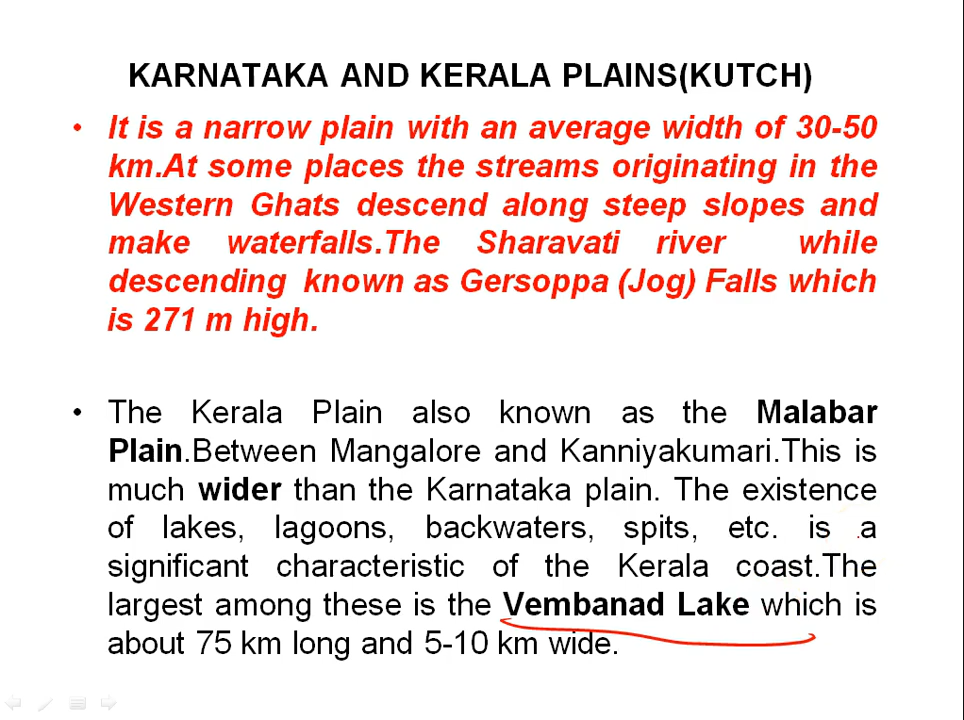 KARNATAKA AND KERALA PLAINS(KUTCH)
• It is a narrow plain with an average width of 30-50
km.At some places the streams originating in the
Western Ghats descend along steep slopes and
make waterfalls.The Sharavati river while
descending known as Gersoppa (Jog) Falls which
is 271 m high.
• The Kerala Plain also known as the Malabar
Plain.Between Mangalore and Kanniyakumari.This is
much wider than the Karnataka plain. The existence
of lakes, lagoons, backwaters, spits, etc. is a
significant characteristic of the Kerala coast.The
largest among these is the Vembanad Lake which is
about 75 km long and 5-10 km wide.